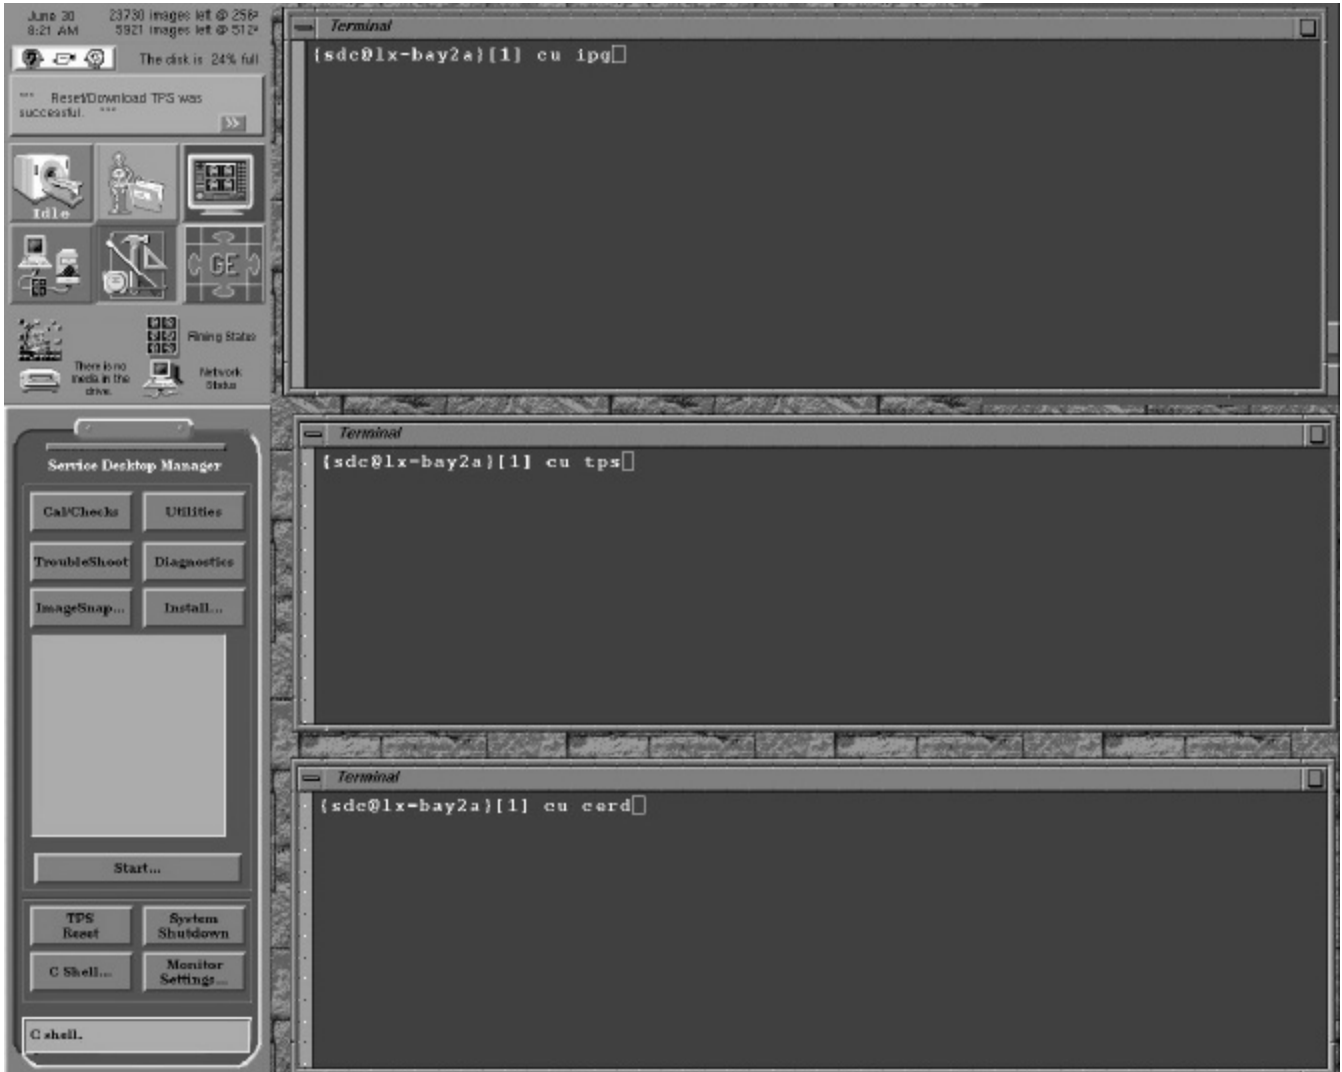 June 30
8:21 AM
23730 images left @ 256²
5921 images left @ 512²
The disk is 24% full
*** Reset/Download TPS was
successful. ***
>>
Idle
GE
There is no
media in the
drive.
Filming Status
Network
Status
Service Desktop Manager
Cal/Checks
Utilities
TroubleShoot
Diagnostics
ImageSnap...
Install...
Start...
TPS
Reset
System
Shutdown
C Shell...
Monitor
Settings...
C shell.
Terminal
{sdc@lx-bay2a}[1] cu ipg
Terminal
{sdc@lx-bay2a}[1] cu tps
Terminal
{sdc@lx-bay2a}[1] cu cerd